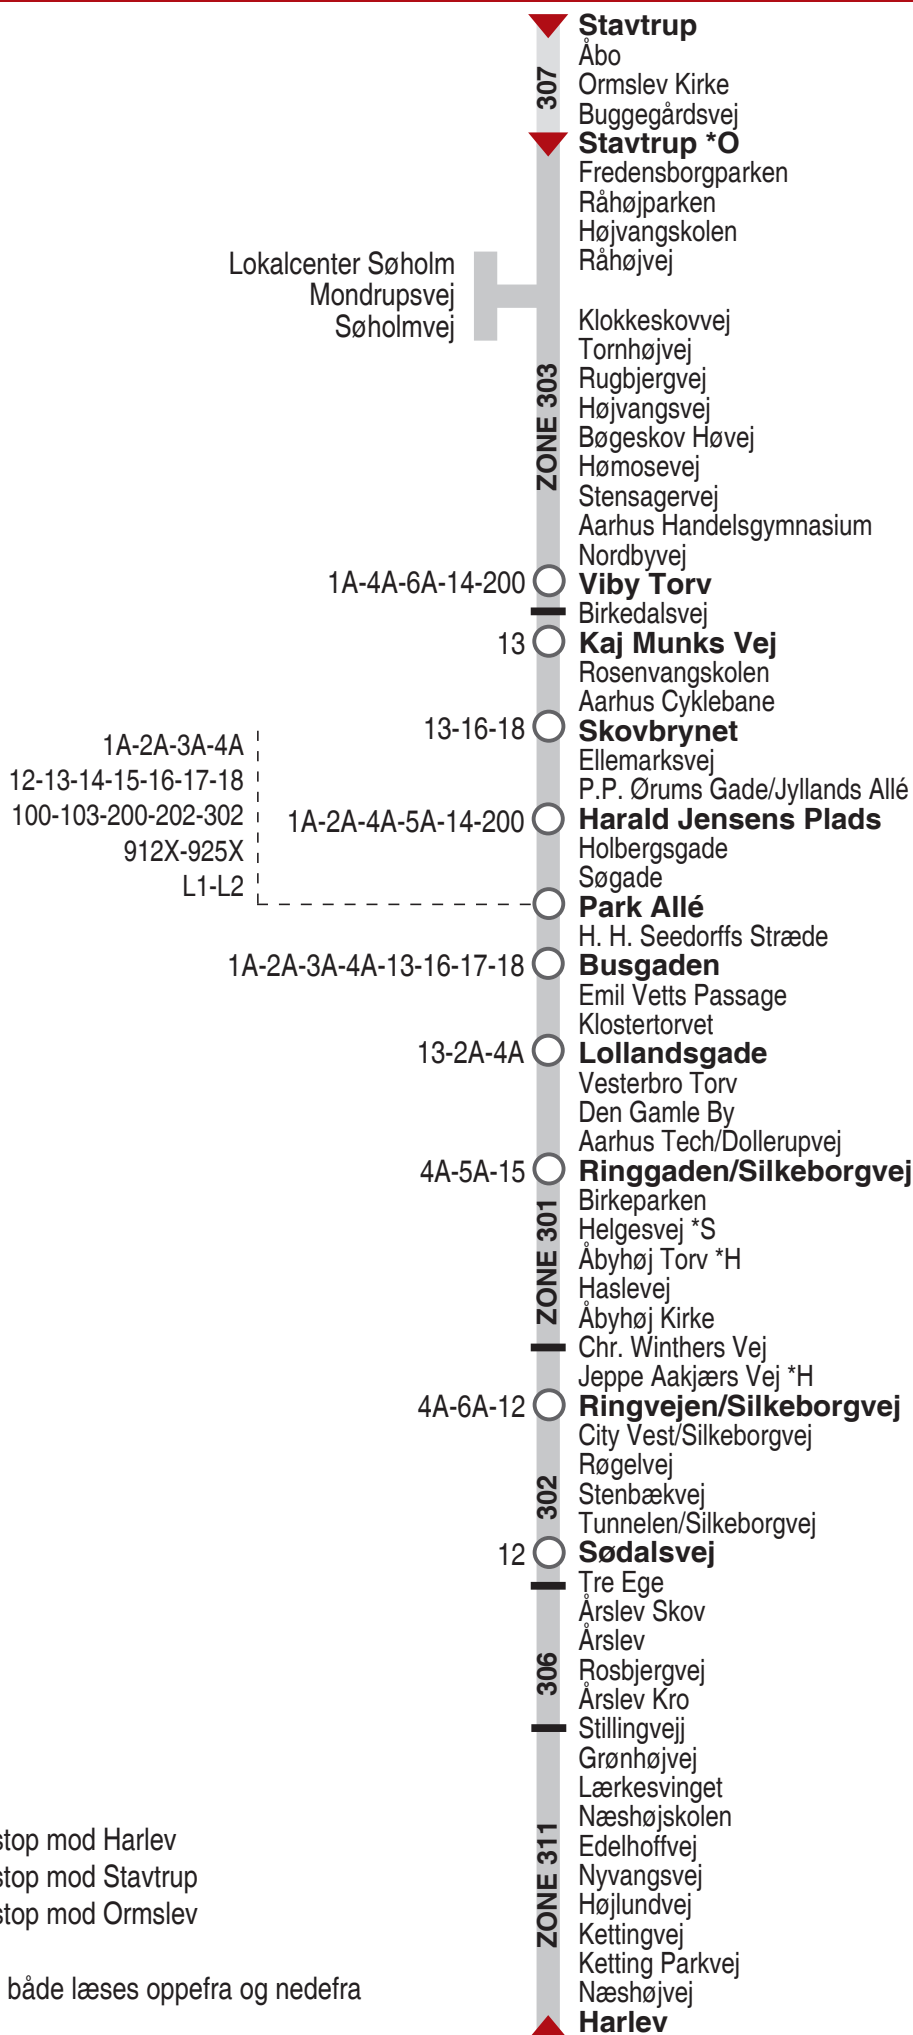 Stavtrup
Åbo
Ormslev Kirke
Buggegårdsvej
307
Stavtrup *O
Fredensborgparken
Råhøjparken
Højvangskolen
Råhøjvej
Lokalcenter Søholm
Mondrupsvej
Søholmvej
Klokkeskovvej
Tornhøjvej
Rugbjergvej
Højvangsvej
Bøgeskov Høvej
Hømosevej
Stensagervej
Aarhus Handelsgymnasium
Nordbyvej
ZONE 303
1A-4A-6A-14-200 Viby Torv
Birkedalsvej
13 Kaj Munks Vej
Rosenvangskolen
Aarhus Cyklebane
13-16-18 Skovbrynet
Ellemarksvej
P.P. Ørums Gade/Jyllands Allé
1A-2A-4A-5A-14-200 Harald Jensens Plads
Holbergsgade
Søgade
1A-2A-3A-4A
12-13-14-15-16-17-18
100-103-200-202-302
912X-925X
L1-L2
Park Allé
H. H. Seedorffs Stræde
1A-2A-3A-4A-13-16-17-18 Busgaden
Emil Vetts Passage
Klostertorvet
13-2A-4A Lollandsgade
Vesterbro Torv
Den Gamle By
Aarhus Tech/Dollerupvej
4A-5A-15 Ringgaden/Silkeborgvej
Birkeparken
Helgesvej *S
Åbyhøj Torv *H
Haslevej
Åbyhøj Kirke
ZONE 301
Chr. Winthers Vej
Jeppe Aakjærs Vej *H
4A-6A-12 Ringvejen/Silkeborgvej
City Vest/Silkeborgvej
Røgelvej
Stenbækvej
Tunnelen/Silkeborgvej
302
12 Sødalsvej
Tre Ege
Årslev Skov
Årslev
Rosbjergvej
Årslev Kro
306
Stillingvejj
Grønhøjvej
Lærkesvinget
Næshøjskolen
Edelhoffvej
Nyvangsvej
Højlundvej
Kettingvej
Ketting Parkvej
Næshøjvej
ZONE 311
Harlev
stop mod Harlev
stop mod Stavtrup
stop mod Ormslev
både læses oppefra og nedefra